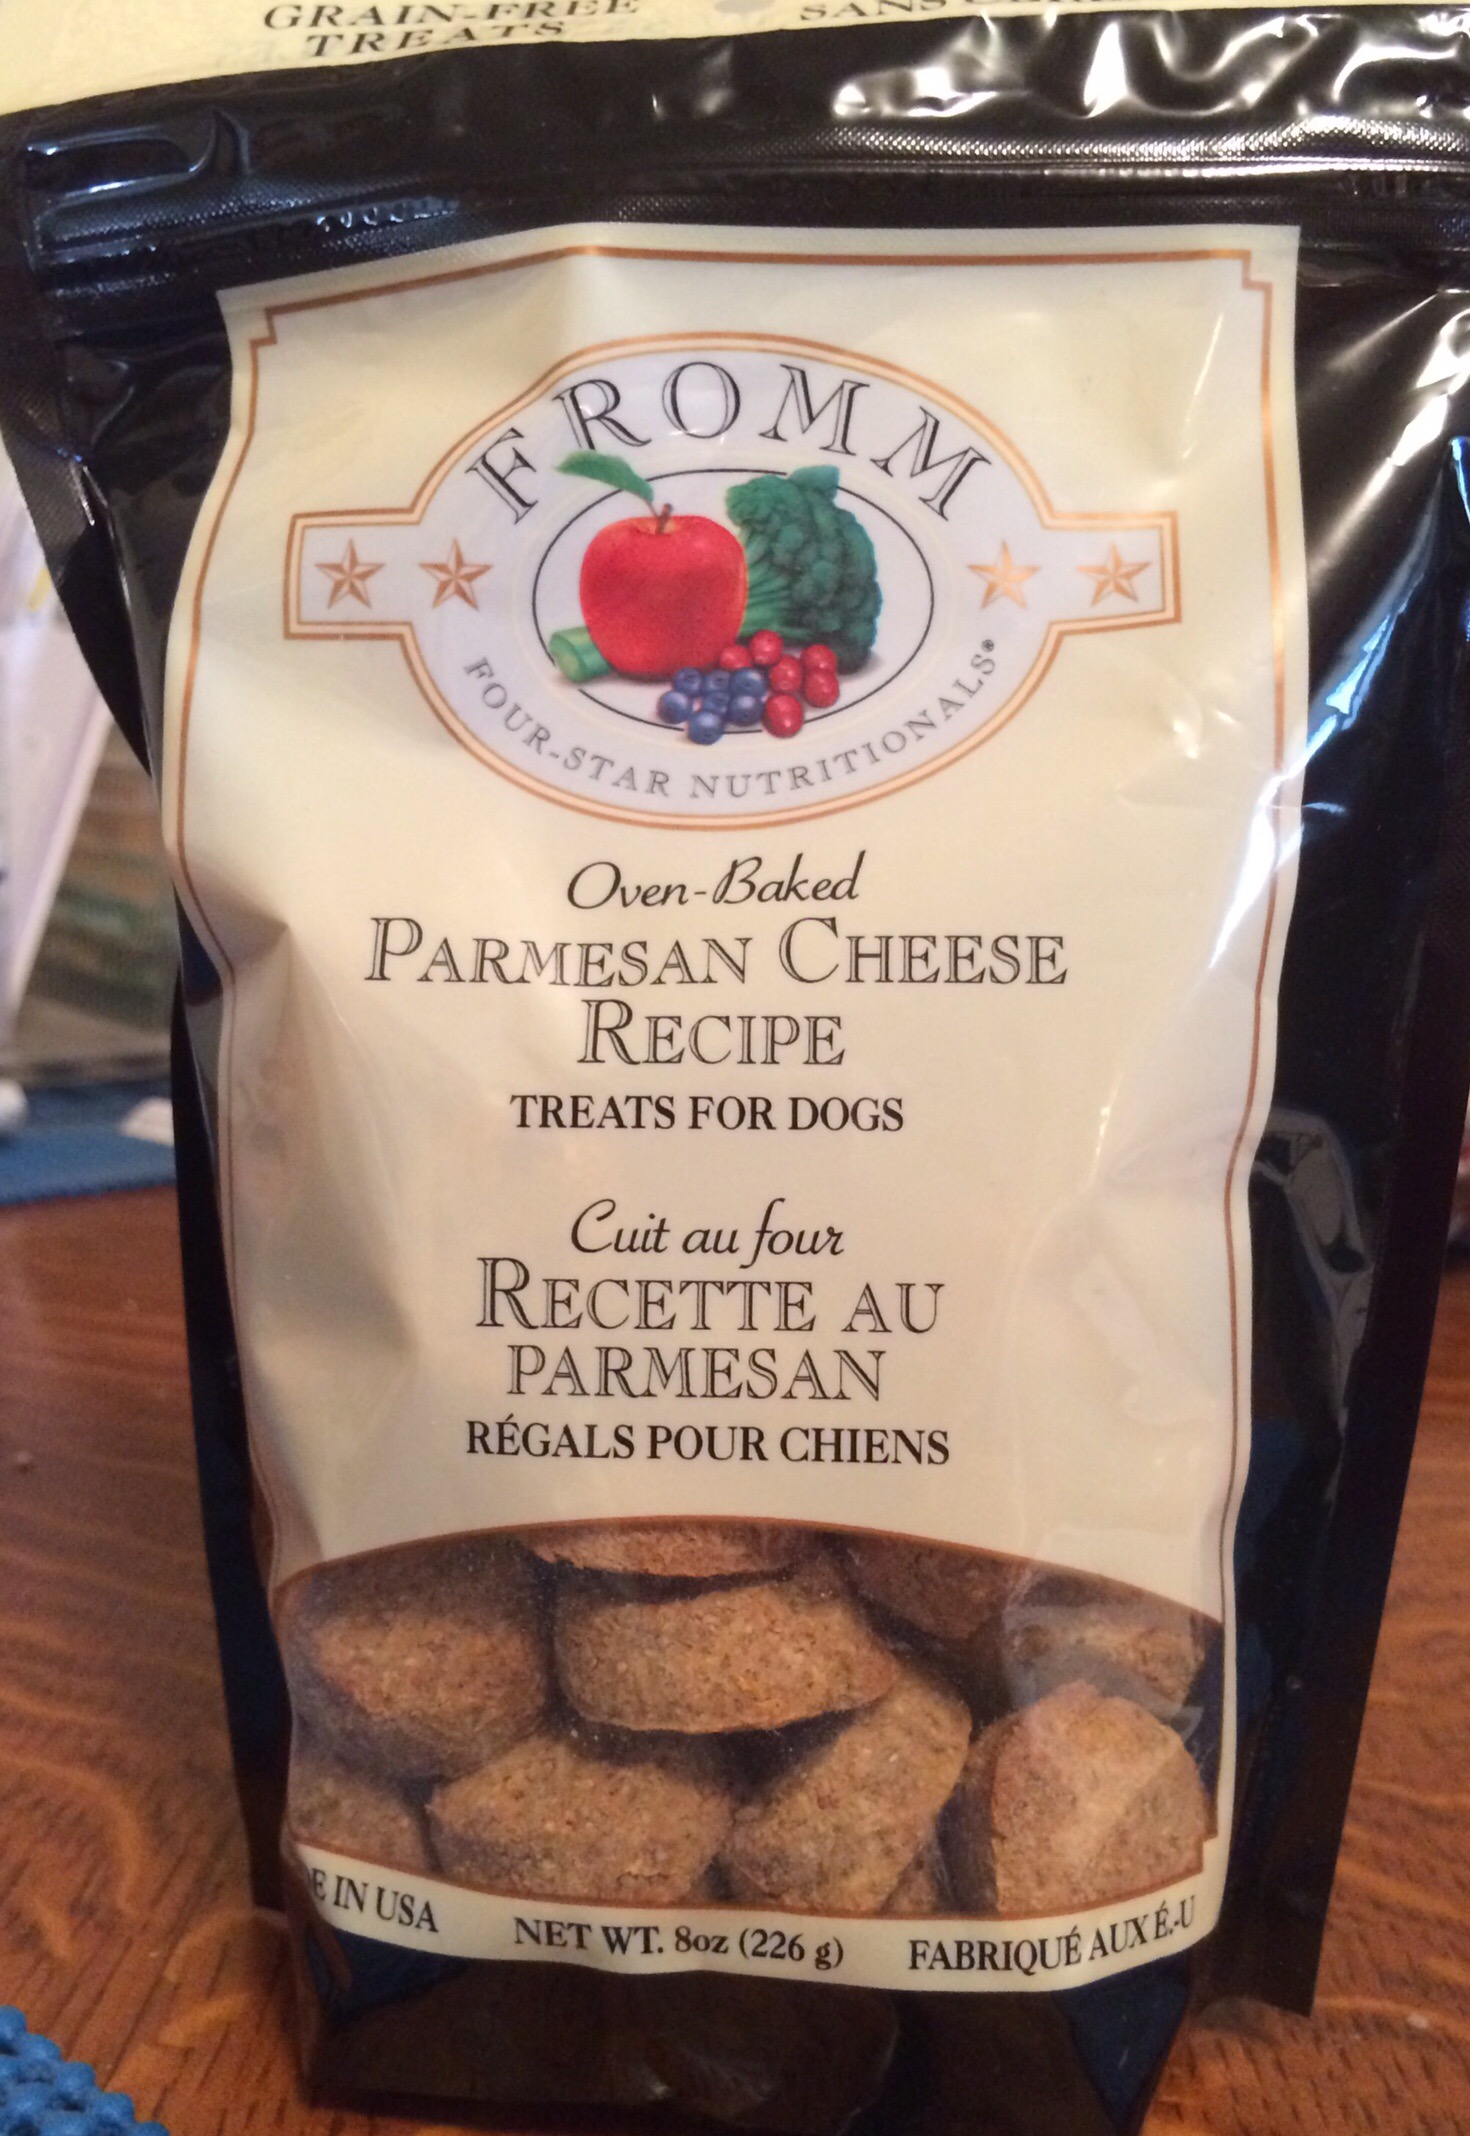 GRAIN-FREE
TREATS
SANS
FROMM
FOUR-STAR NUTRITIONALS®
Oven-Baked
PARMESAN CHEESE
RECIPE
TREATS FOR DOGS
Cuit au four
RECETTE AU
PARMESAN
RÉGALS POUR CHIENS
E IN USA
NET WT. 8oz (226 g)
FABRIQUÉ AUX É.-U